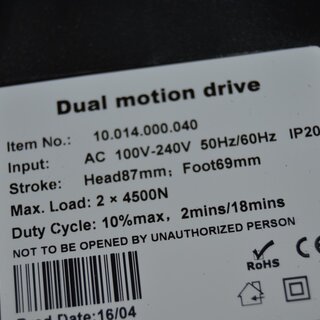 Dual motion drive
Item No.: 10.014.000.040
Input: AC 100V-240V 50Hz/60Hz IP20
Stroke: Head87mm; Foot69mm
Max. Load: 2 × 4500N
Duty Cycle: 10%max, 2mins/18mins
NOT TO BE OPENED BY UNAUTHORIZED PERSON
RoHS
CE
Prod Date:16/04